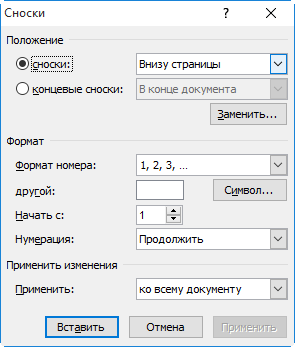 Сноски ? ×
Положение
сноски: Внизу страницы
концевые сноски: В конце документа
Заменить...
Формат
Формат номера: 1, 2, 3, ...
другой: Символ...
Начать с: 1
Нумерация: Продолжить
Применить изменения
Применить: ко всему документу
Вставить Отмена Применить